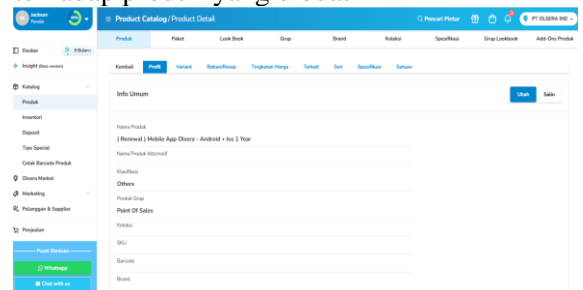 Jackson
Product Catalog / Product Detail
Pencari Pintar
PT OLSERA IND
Produk Paket Look Book Grup Brand Koleksi Spesifikasi Grup Lookbook Add-Ons Produk
Dasbor
Insight (Beta version)
Kembali Profil Variant Bahan/Resep Tingkatan Harga Terkait Seri Spesifikasi Satuan
Katalog
Info Umum
Ubah Salin
Produk
Inventori
Deposit
Tipe Spesial
Cetak Barcode Produk
Olsera Market
Marketing
Pelanggan & Supplier
Penjualan
Pusat Bantuan
Whatsapp
Chat with us
Nama Produk
( Renewal ) Mobile App Olsera - Android + Ios 1 Year
Nama Produk Alternatif
Klasifikasi
Others
Produk Grup
Point Of Sales
Koleksi
SKU
Barcode
Brand